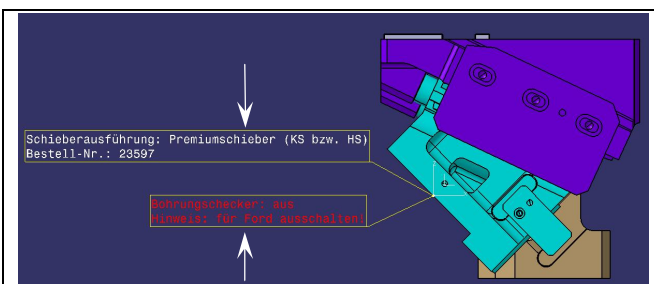 Schieberausführung: Premiumschieber (KS bzw. HS)
Bestell-Nr.: 23597
Bohrungschecker: aus
Hinweis: für Ford ausschalten!